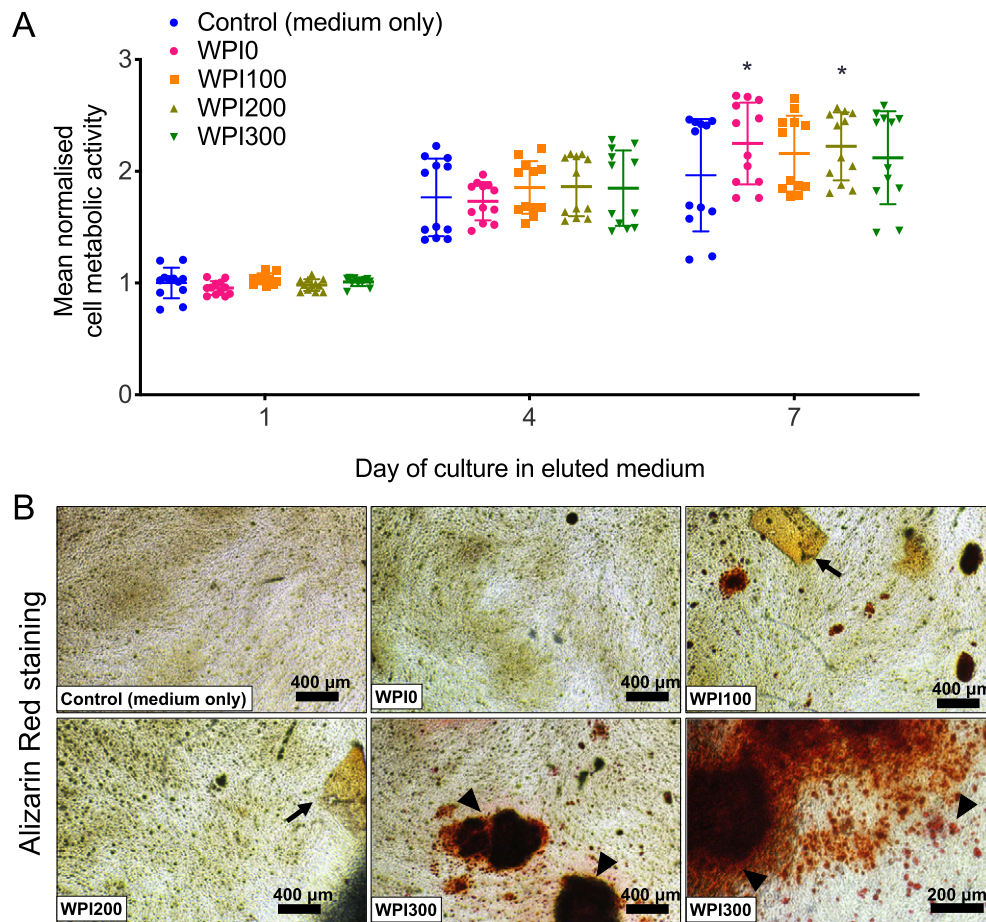 A
Control (medium only)
WPI0
WPI100
WPI200
WPI300
Mean normalised
cell metabolic activity
3
2
1
0
*
*
1
4
7
Day of culture in eluted medium
B
Alizarin Red staining
Control (medium only)
400 µm
WPI0
400 µm
WPI100
400 µm
WPI200
400 µm
WPI300
400 µm
WPI300
200 µm